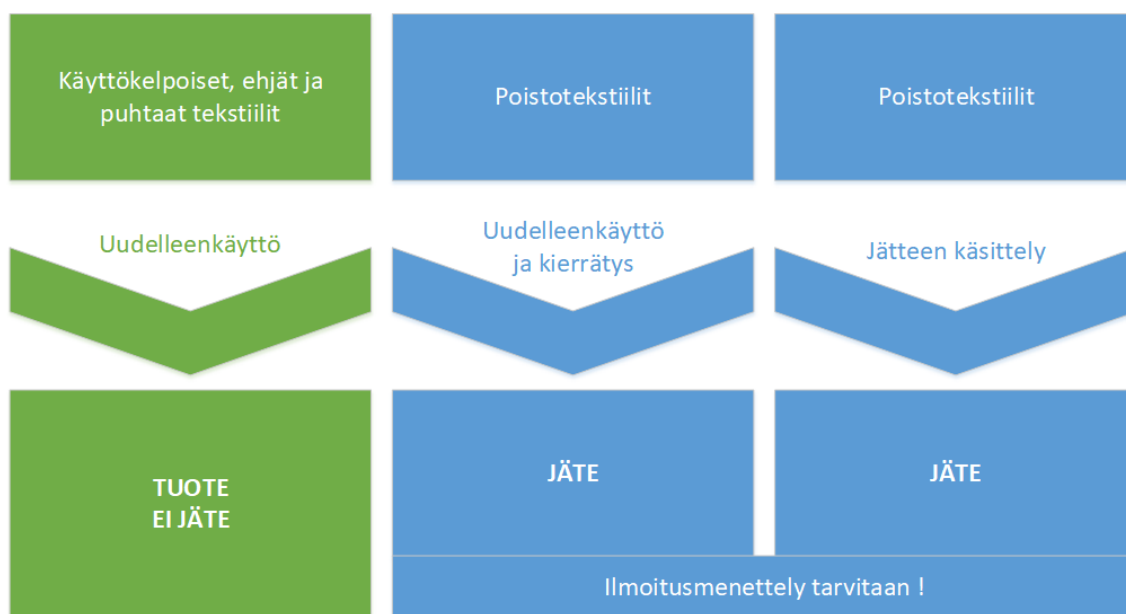 Käyttökelpoiset, ehjät ja
puhtaat tekstiilit
Poistotekstiilit
Poistotekstiilit
Uudelleenkäyttö
Uudelleenkäyttö
ja kierrätys
Jätteen käsittely
TUOTE
EI JÄTE
JÄTE
JÄTE
Ilmoitusmenettely tarvitaan !